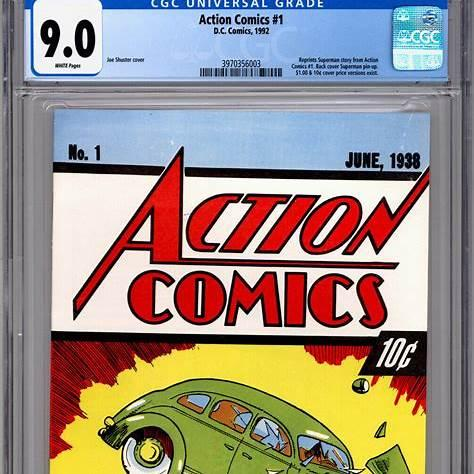 CGC UNIVERSAL GRADE
9.0
WHITE Pages
Action Comics #1
D.C. Comics, 1992
Joe Shuster cover
3970356003
Reprints Superman story from Action
Comics #1. Back cover Superman pin-up.
$1.00 & 10¢ cover price versions exist.
CGC
No. 1
JUNE, 1938
ACTION
COMICS
10¢